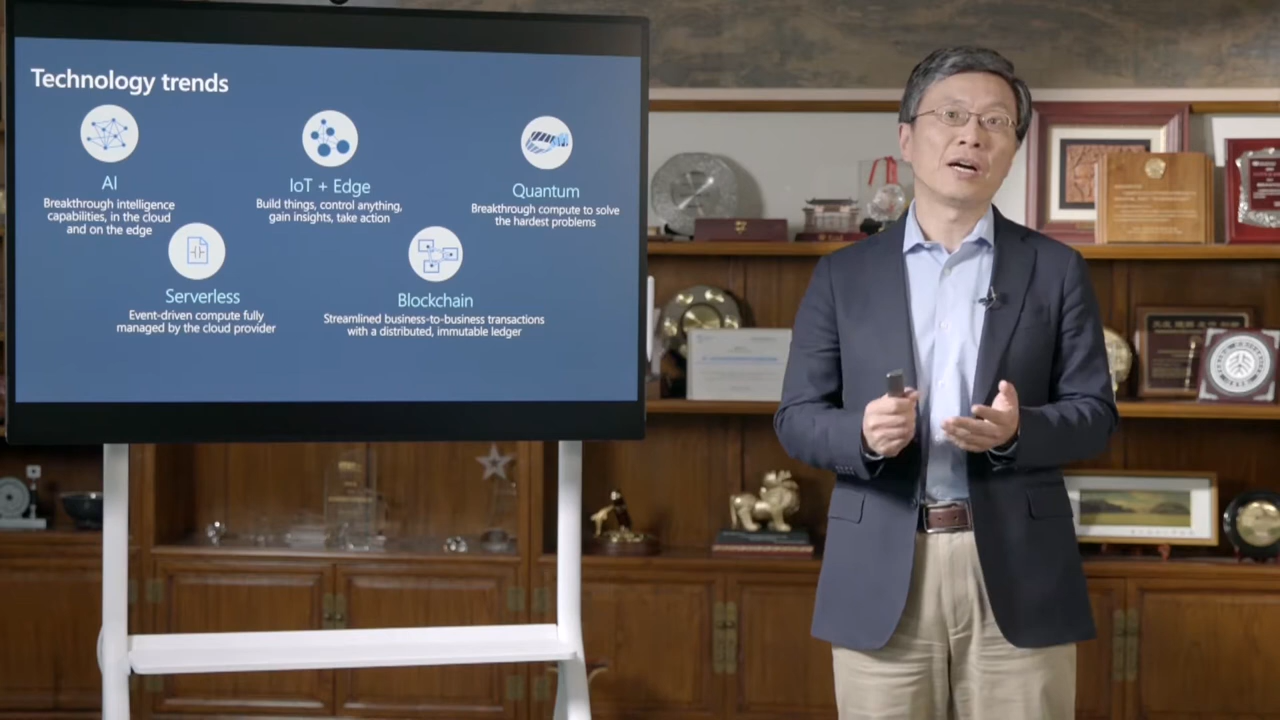 Technology trends
AI
Breakthrough intelligence
capabilities, in the cloud
and on the edge
IoT + Edge
Build things, control anything,
gain insights, take action
Quantum
Breakthrough compute to solve
the hardest problems
Serverless
Event-driven compute fully
managed by the cloud provider
Blockchain
Streamlined business-to-business transactions
with a distributed, immutable ledger